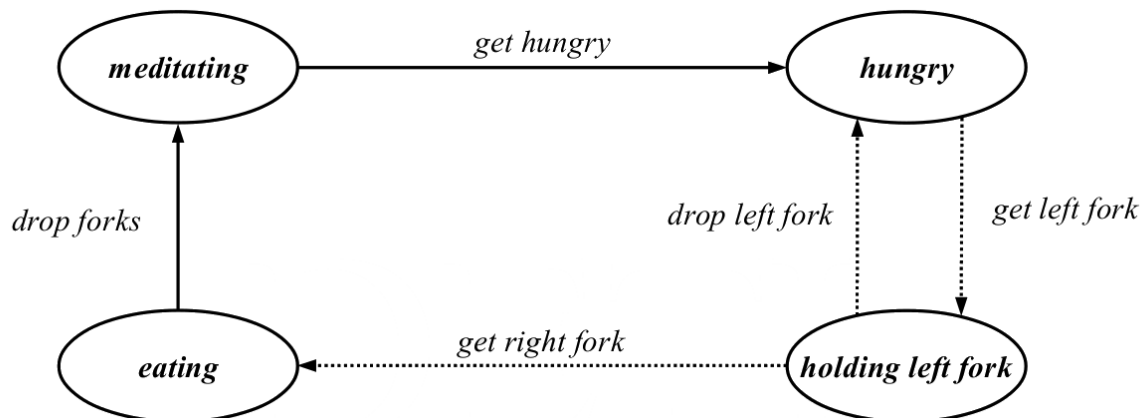 get hungry
meditating
hungry
drop forks
drop left fork
get left fork
get right fork
eating
holding left fork